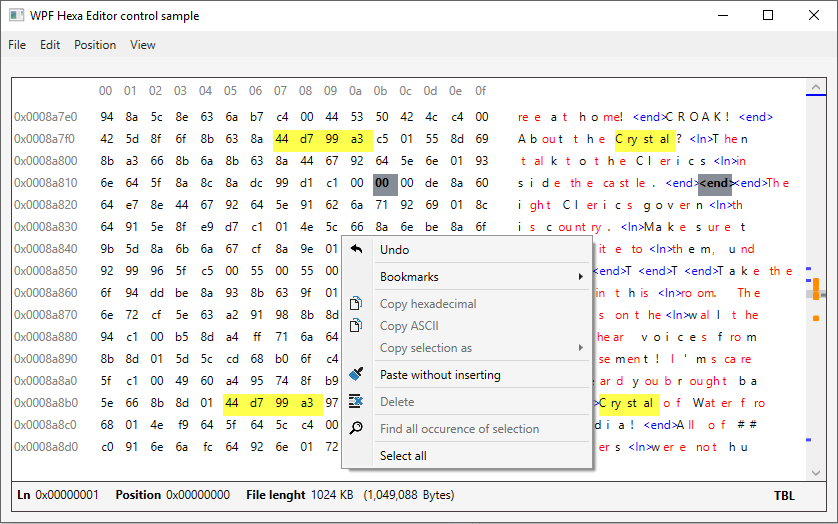 WPF Hexa Editor control sample
File Edit Position View
00 01 02 03 04 05 06 07 08 09 0a 0b 0c 0d 0e 0f
0x0008a7e0 94 8a 5c 8e 63 6a b7 c4 00 44 53 50 42 4c c4 00 ree at home! <end>CROAK! <end>
0x0008a7f0 42 5d 8f 6f 8b 63 8a 44 d7 99 a3 c5 01 55 8d 69 About the Crystal? <ln>Then
0x0008a800 8b a3 66 8b 6a 8b 63 8a 44 67 92 64 5e 6e 01 93 talk to the Clerics <ln>in
0x0008a810 6e 64 5f 8a 8c 8a dc 99 d1 c1 00 00 00 de 8a 60 side the castle. <end><end><end>The
0x0008a820 64 e7 8e 44 67 92 64 5e 91 62 6a 71 92 69 01 8c ight Clerics govern <ln>th
0x0008a830 64 91 5e 8f e9 d7 c1 01 4e 5c 66 8a 6e be 8a 6f is country. <ln>Make sure t
0x0008a840 9b 5d 8a 6b 6a 67 cf 8a 9e 01 ite to <ln>them, und
0x0008a850 92 99 96 5f c5 00 55 00 55 00 <end>T <end>T <end>Take the
0x0008a860 6f 94 dd be 8a 93 8b 63 9f 01 in this <ln>room. The
0x0008a870 6e 72 cf 5e 63 a2 91 98 8b 8d s on the <ln>wall the
0x0008a880 94 c1 00 b5 8d a4 ff 71 6a 64 hear voices from
0x0008a890 8b 8d 01 5d 5c cd 68 b0 6f c4 sement! I'm scare
0x0008a8a0 5f c1 00 49 60 a4 95 74 8f b9 eard you brought ba
0x0008a8b0 5e 66 8b 8d 01 44 d7 99 a3 97 >Crystal of Water fro
0x0008a8c0 68 01 4e f9 64 5f 64 5c c4 00 dia! <end>All of ##
0x0008a8d0 c0 91 6e 6a fc 64 92 6e 01 72 ers <ln>were not hu
Undo
Bookmarks
Copy hexadecimal
Copy ASCII
Copy selection as
Paste without inserting
Delete
Find all occurence of selection
Select all
Ln 0x00000001 Position 0x00000000 File lenght 1024 KB (1,049,088 Bytes) TBL